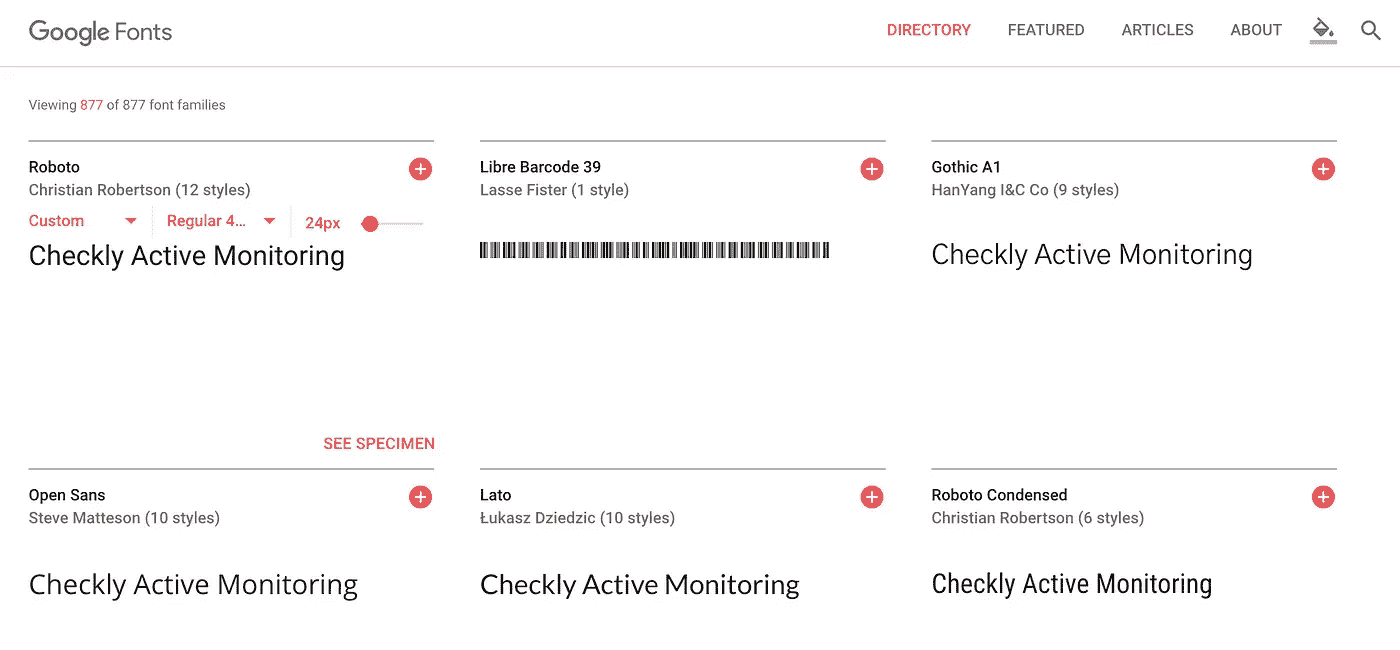 Google Fonts
DIRECTORY FEATURED ARTICLES ABOUT
Viewing 877 of 877 font families
Roboto
Christian Robertson (12 styles)
Custom Regular 4... 24px
Checkly Active Monitoring
SEE SPECIMEN
Libre Barcode 39
Lasse Fister (1 style)
Gothic A1
HanYang I&C Co (9 styles)
Checkly Active Monitoring
Open Sans
Steve Matteson (10 styles)
Checkly Active Monitoring
Lato
Łukasz Dziedzic (10 styles)
Checkly Active Monitoring
Roboto Condensed
Christian Robertson (6 styles)
Checkly Active Monitoring